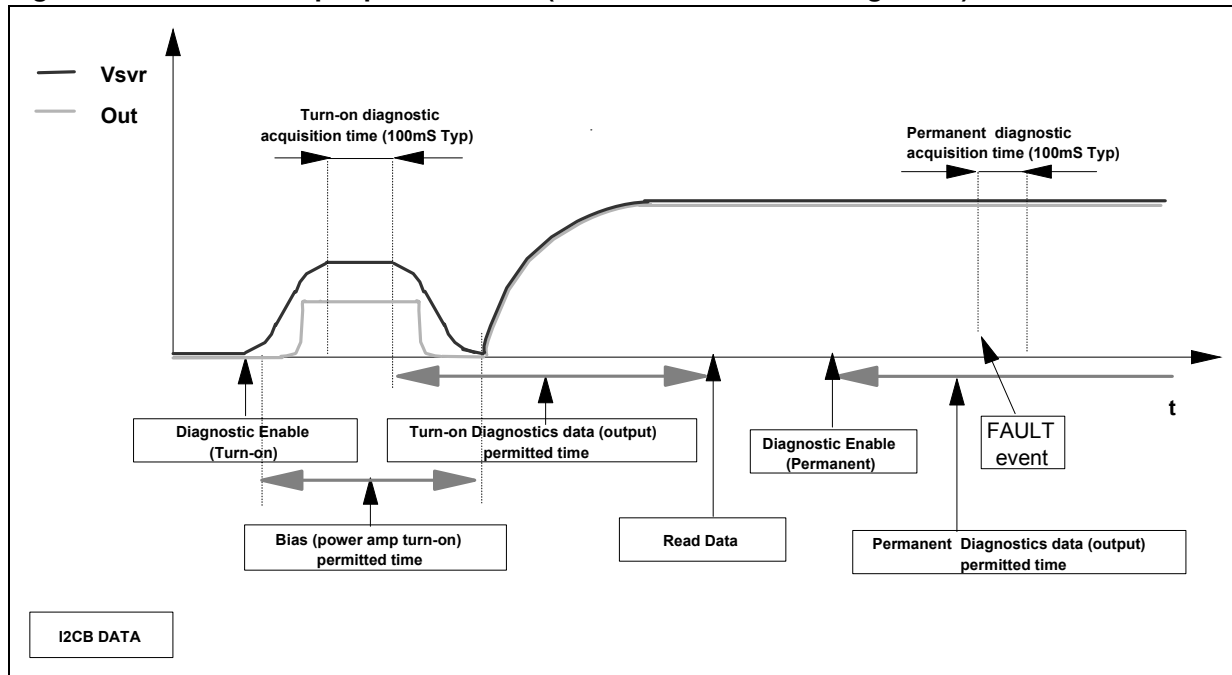 Vsvr
Out
Turn-on diagnostic
acquisition time (100mS Typ)
Permanent diagnostic
acquisition time (100mS Typ)
t
Diagnostic Enable
(Turn-on)
Turn-on Diagnostics data (output)
permitted time
Diagnostic Enable
(Permanent)
FAULT
event
Bias (power amp turn-on)
permitted time
Read Data
Permanent Diagnostics data (output)
permitted time
I2CB DATA